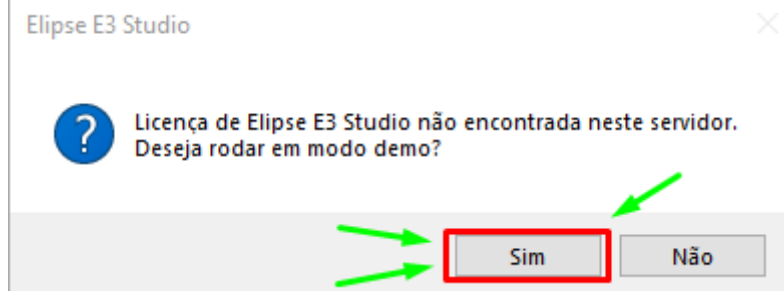 Elipse E3 Studio
Licença de Elipse E3 Studio não encontrada neste servidor.
Deseja rodar em modo demo?
Sim
Não